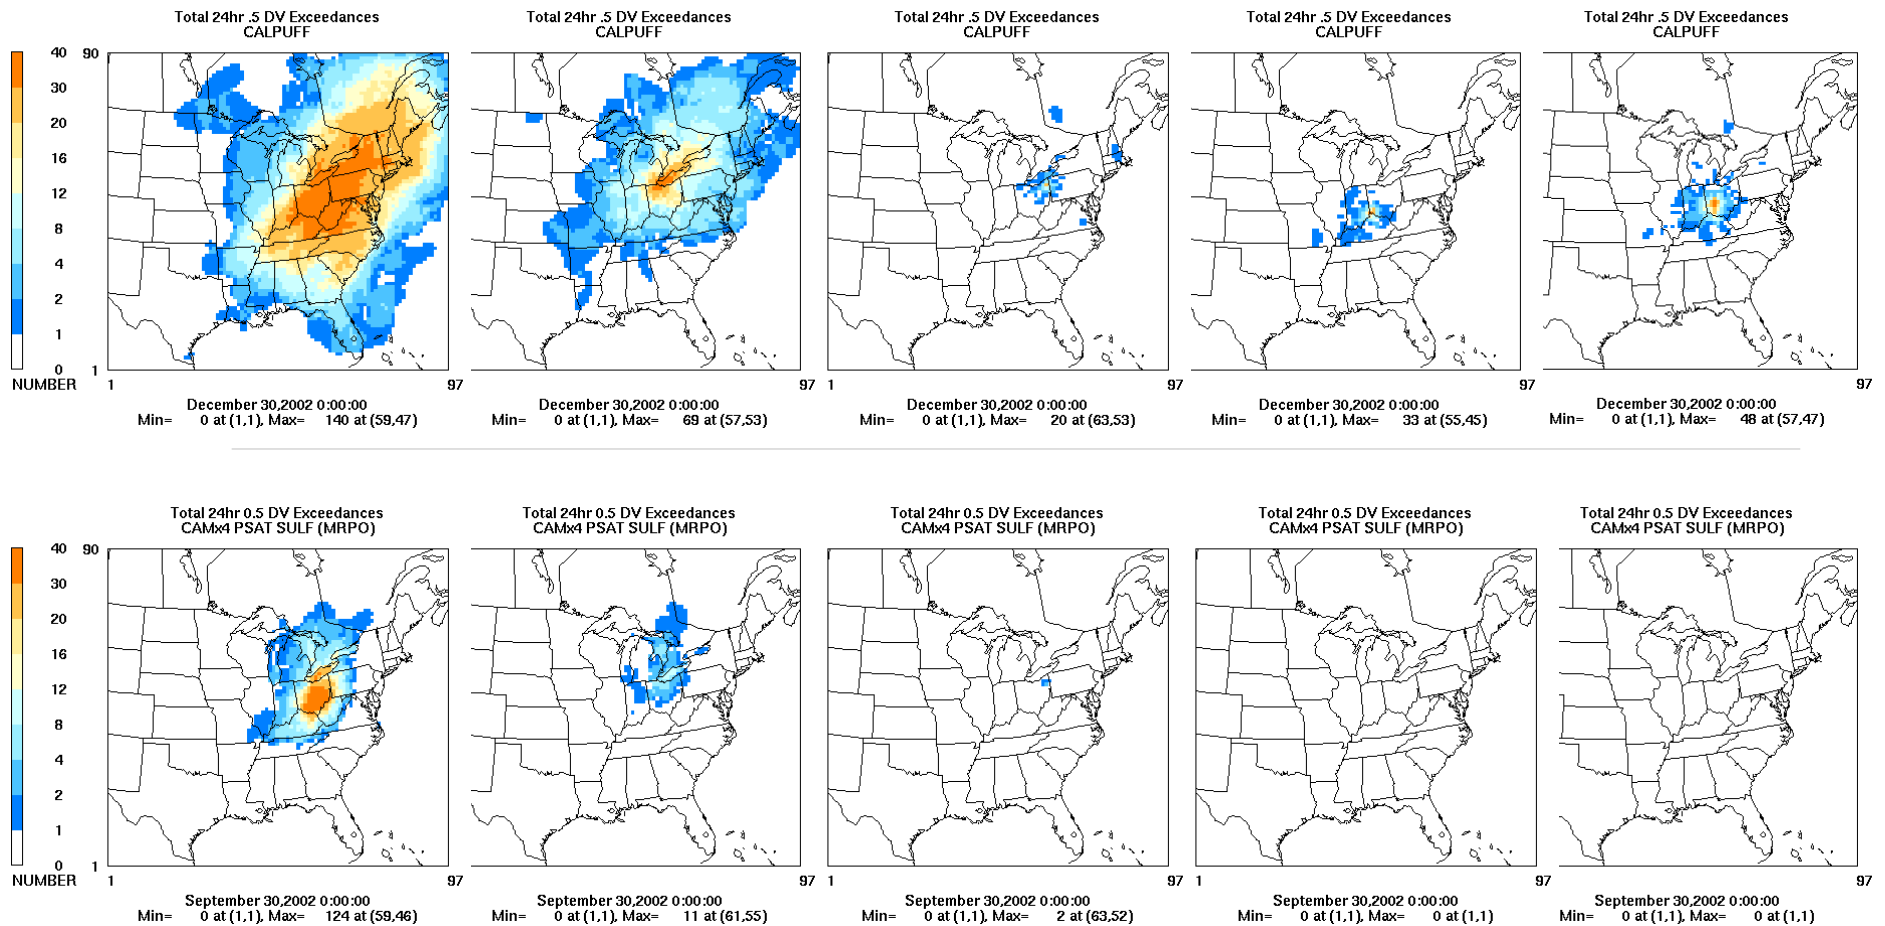 Total 24hr .5 DV Exceedances
CALPUFF
Total 24hr .5 DV Exceedances
CALPUFF
Total 24hr .5 DV Exceedances
CALPUFF
Total 24hr .5 DV Exceedances
CALPUFF
Total 24hr .5 DV Exceedances
CALPUFF
40
30
20
16
12
8
4
2
1
0
NUMBER
90
1
1
97
1
97
1
97
1
97
December 30,2002 0:00:00
Min= 0 at (1,1), Max= 140 at (59,47)
December 30,2002 0:00:00
Min= 0 at (1,1), Max= 69 at (57,53)
December 30,2002 0:00:00
Min= 0 at (1,1), Max= 20 at (63,53)
December 30,2002 0:00:00
Min= 0 at (1,1), Max= 33 at (55,45)
December 30,2002 0:00:00
Min= 0 at (1,1), Max= 48 at (57,47)
Total 24hr 0.5 DV Exceedances
CAMx4 PSAT SULF (MRPO)
Total 24hr 0.5 DV Exceedances
CAMx4 PSAT SULF (MRPO)
Total 24hr 0.5 DV Exceedances
CAMx4 PSAT SULF (MRPO)
Total 24hr 0.5 DV Exceedances
CAMx4 PSAT SULF (MRPO)
Total 24hr 0.5 DV Exceedances
CAMx4 PSAT SULF (MRPO)
40
30
20
16
12
8
4
2
1
0
NUMBER
90
1
1
97
1
97
1
97
97
September 30,2002 0:00:00
Min= 0 at (1,1), Max= 124 at (59,46)
September 30,2002 0:00:00
Min= 0 at (1,1), Max= 11 at (61,55)
September 30,2002 0:00:00
Min= 0 at (1,1), Max= 2 at (63,52)
September 30,2002 0:00:00
Min= 0 at (1,1), Max= 0 at (1,1)
September 30,2002 0:00:00
Min= 0 at (1,1), Max= 0 at (1,1)